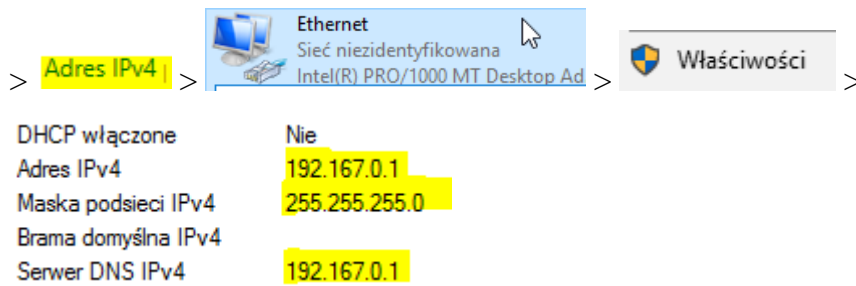 Ethernet
Sieć niezidentyfikowana
> Adres IPv4 > Intel(R) PRO/1000 MT Desktop Ad > Właściwości >
DHCP włączone Nie
Adres IPv4 192.167.0.1
Maska podsieci IPv4 255.255.255.0
Brama domyślna IPv4
Serwer DNS IPv4 192.167.0.1